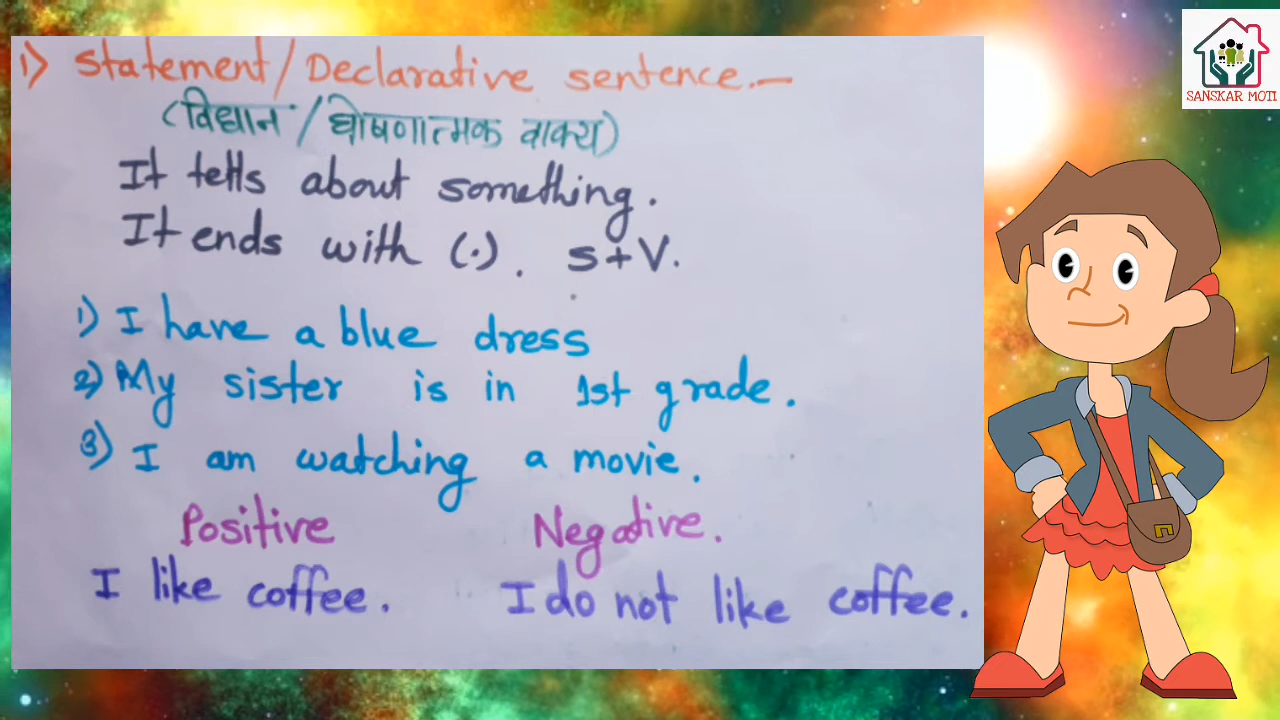 1) Statement/Declarative sentence.—
(विधान/घोषणात्मक वाक्य)
It tells about something.
It ends with (.). S+V.
1) I have a blue dress
2) My sister is in 1st grade.
3) I am watching a movie.
Positive Negative.
I like coffee. I do not like coffee.
SANSKAR MOTI